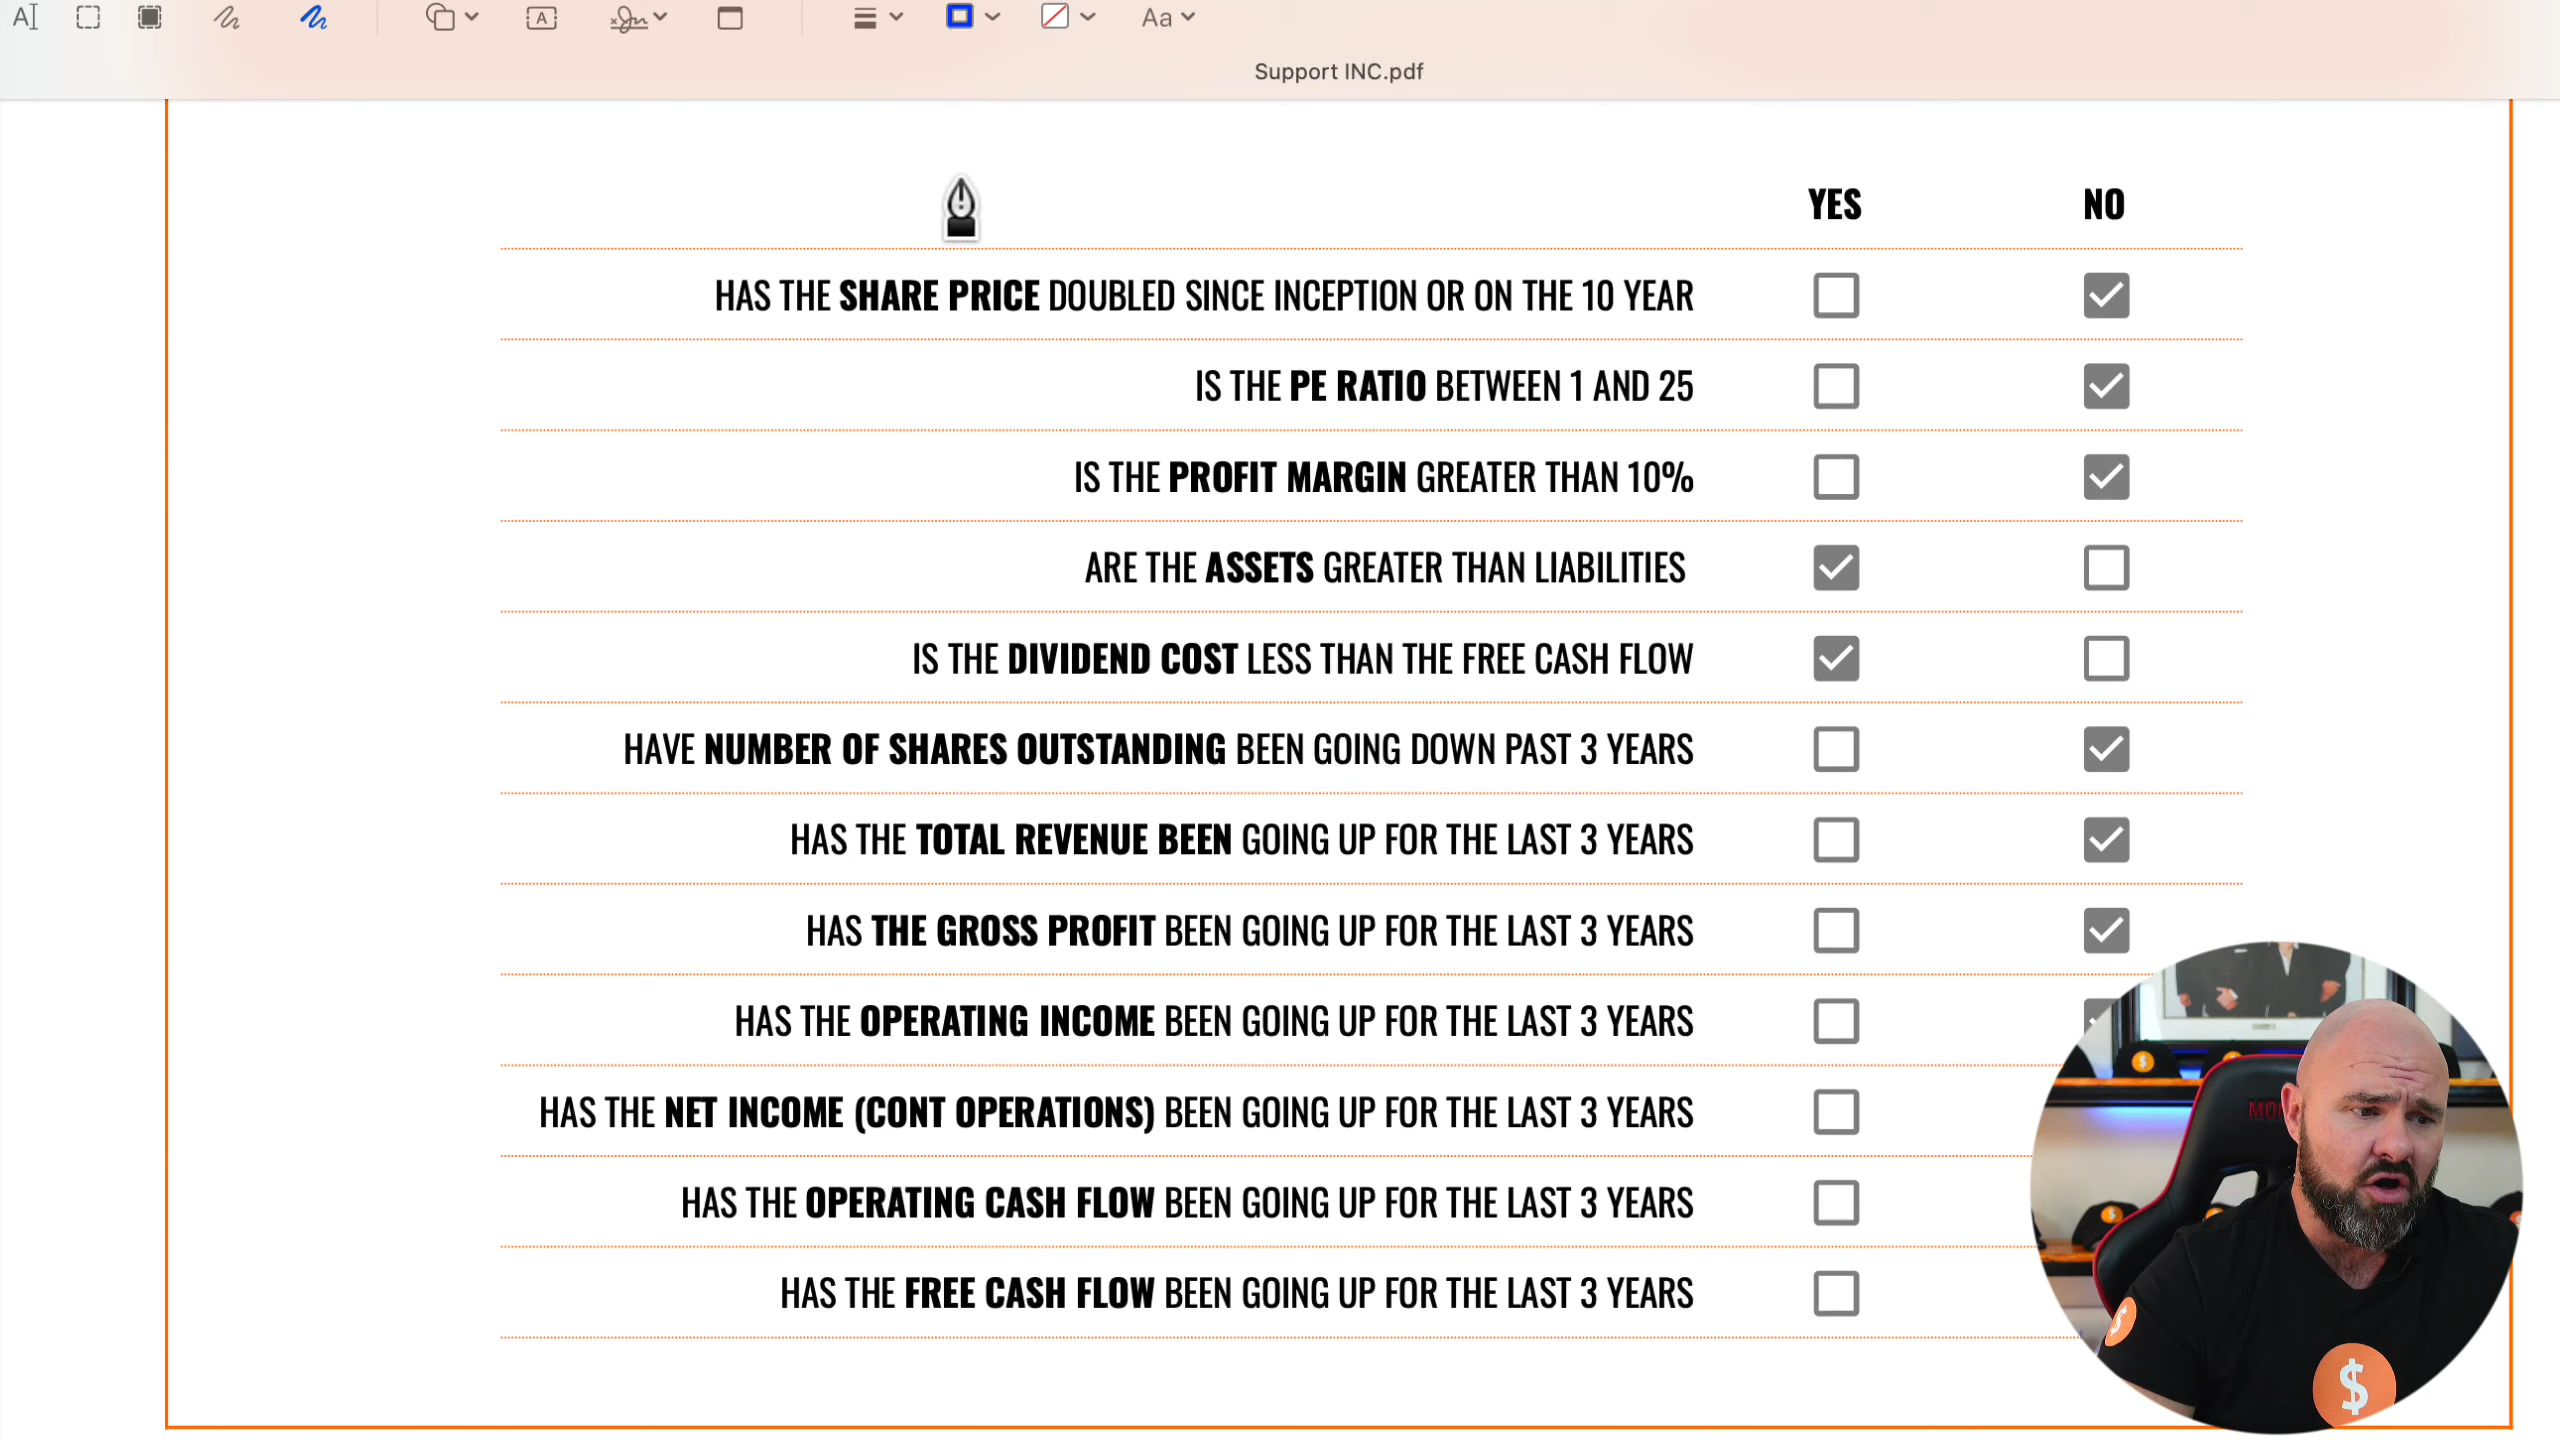 Aa
Support INC.pdf
YES NO
HAS THE SHARE PRICE DOUBLED SINCE INCEPTION OR ON THE 10 YEAR
IS THE PE RATIO BETWEEN 1 AND 25
IS THE PROFIT MARGIN GREATER THAN 10%
ARE THE ASSETS GREATER THAN LIABILITIES
IS THE DIVIDEND COST LESS THAN THE FREE CASH FLOW
HAVE NUMBER OF SHARES OUTSTANDING BEEN GOING DOWN PAST 3 YEARS
HAS THE TOTAL REVENUE BEEN GOING UP FOR THE LAST 3 YEARS
HAS THE GROSS PROFIT BEEN GOING UP FOR THE LAST 3 YEARS
HAS THE OPERATING INCOME BEEN GOING UP FOR THE LAST 3 YEARS
HAS THE NET INCOME (CONT OPERATIONS) BEEN GOING UP FOR THE LAST 3 YEARS
HAS THE OPERATING CASH FLOW BEEN GOING UP FOR THE LAST 3 YEARS
HAS THE FREE CASH FLOW BEEN GOING UP FOR THE LAST 3 YEARS
$